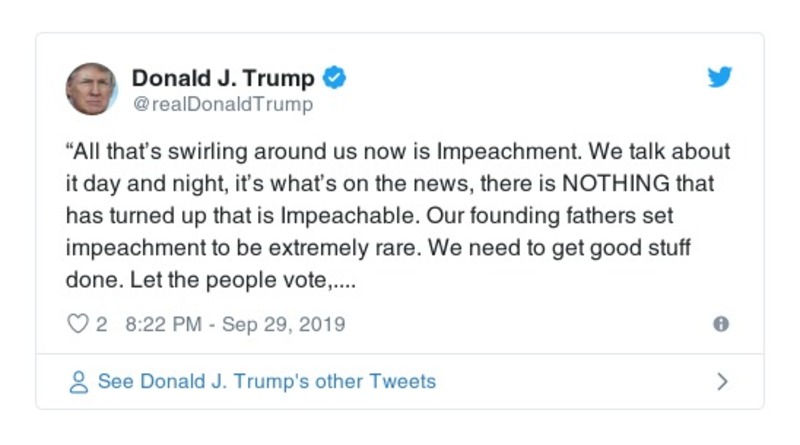 Donald J. Trump
@realDonaldTrump
“All that’s swirling around us now is Impeachment. We talk about
it day and night, it’s what’s on the news, there is NOTHING that
has turned up that is Impeachable. Our founding fathers set
impeachment to be extremely rare. We need to get good stuff
done. Let the people vote,....
2 8:22 PM - Sep 29, 2019
See Donald J. Trump's other Tweets